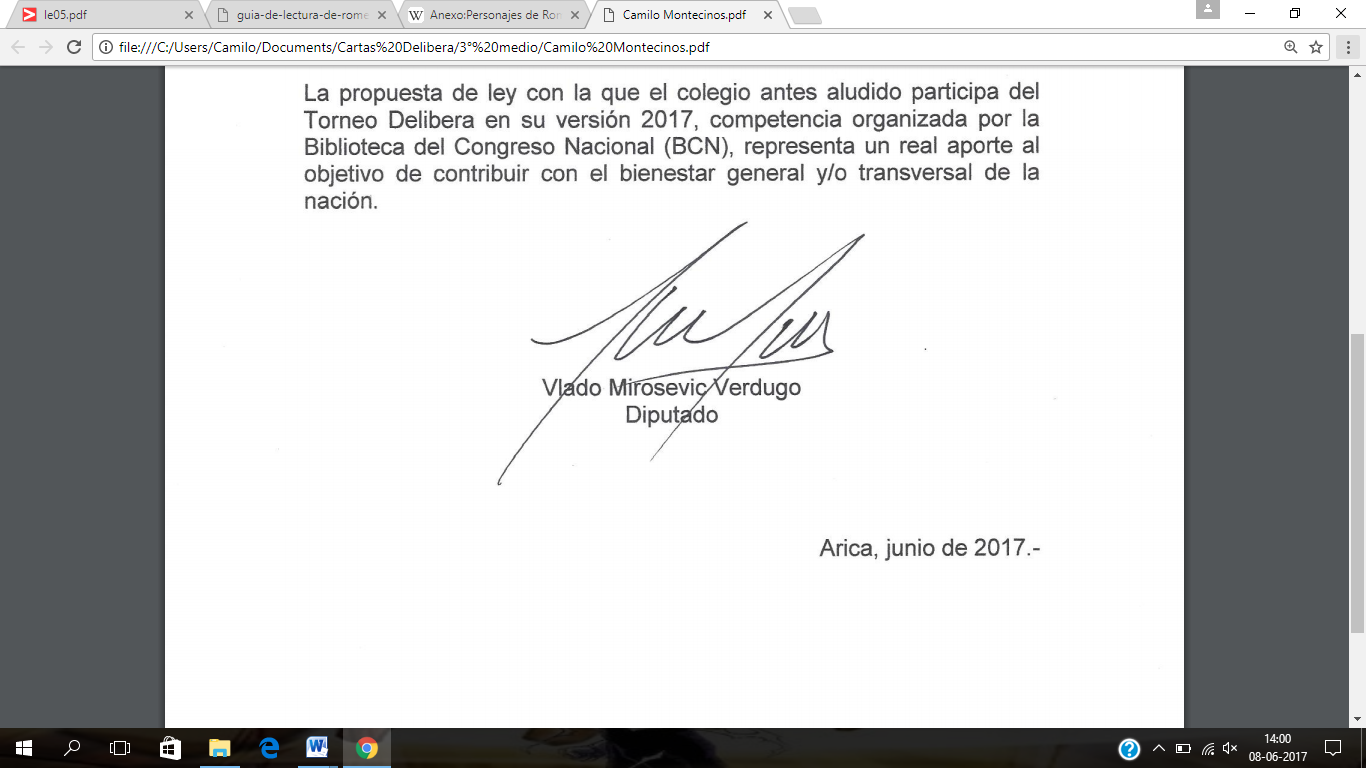 le05.pdf
guia-de-lectura-de-rome
Anexo:Personajes de Ron
Camilo Montecinos.pdf
file:///C:/Users/Camilo/Documents/Cartas%20Delibera/3°%20medio/Camilo%20Montecinos.pdf
La propuesta de ley con la que el colegio antes aludido participa del
Torneo Delibera en su versión 2017, competencia organizada por la
Biblioteca del Congreso Nacional (BCN), representa un real aporte al
objetivo de contribuir con el bienestar general y/o transversal de la
nación.
Vlado Mirosevic Verdugo
Diputado
Arica, junio de 2017.-
14:00
08-06-2017